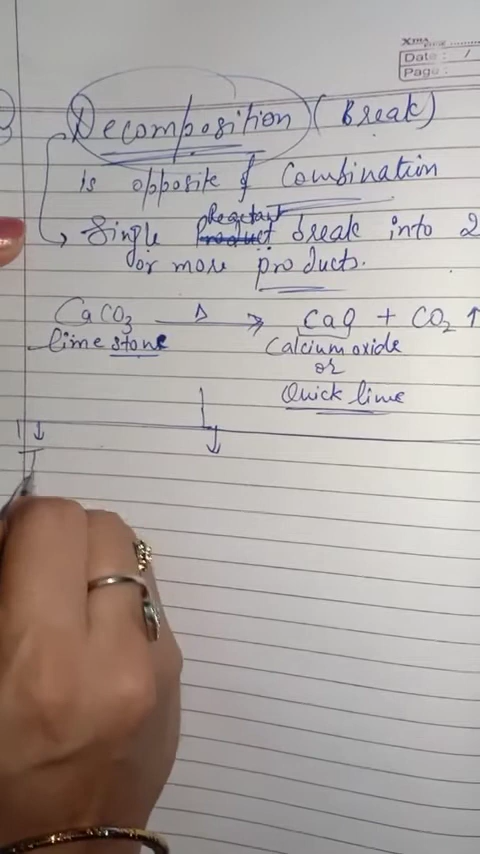 Date : /
Page :
Decomposition (Break)
is opposite of Combination
Reactant
→ Single product break into 2
or more products.
CaCO₃ —Δ→ CaO + CO₂ ↑
lime stone Calcium oxide
or
Quick lime